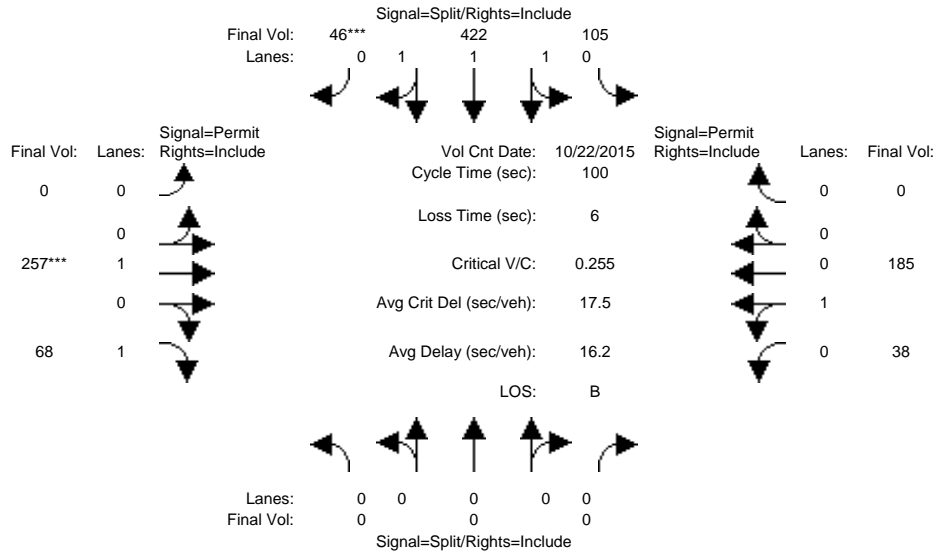 Signal=Split/Rights=Include
Final Vol: 46*** 422 105
Lanes: 0 1 1 1 0
Signal=Permit Signal=Permit
Final Vol: Lanes: Rights=Include Vol Cnt Date: 10/22/2015 Rights=Include Lanes: Final Vol:
Cycle Time (sec): 100
0 0 0 0
Loss Time (sec): 6
0 0
257*** 1 Critical V/C: 0.255 0 185
0 Avg Crit Del (sec/veh): 17.5 1
68 1 Avg Delay (sec/veh): 16.2 0 38
LOS: B
Lanes: 0 0 0 0 0
Final Vol: 0 0 0
Signal=Split/Rights=Include